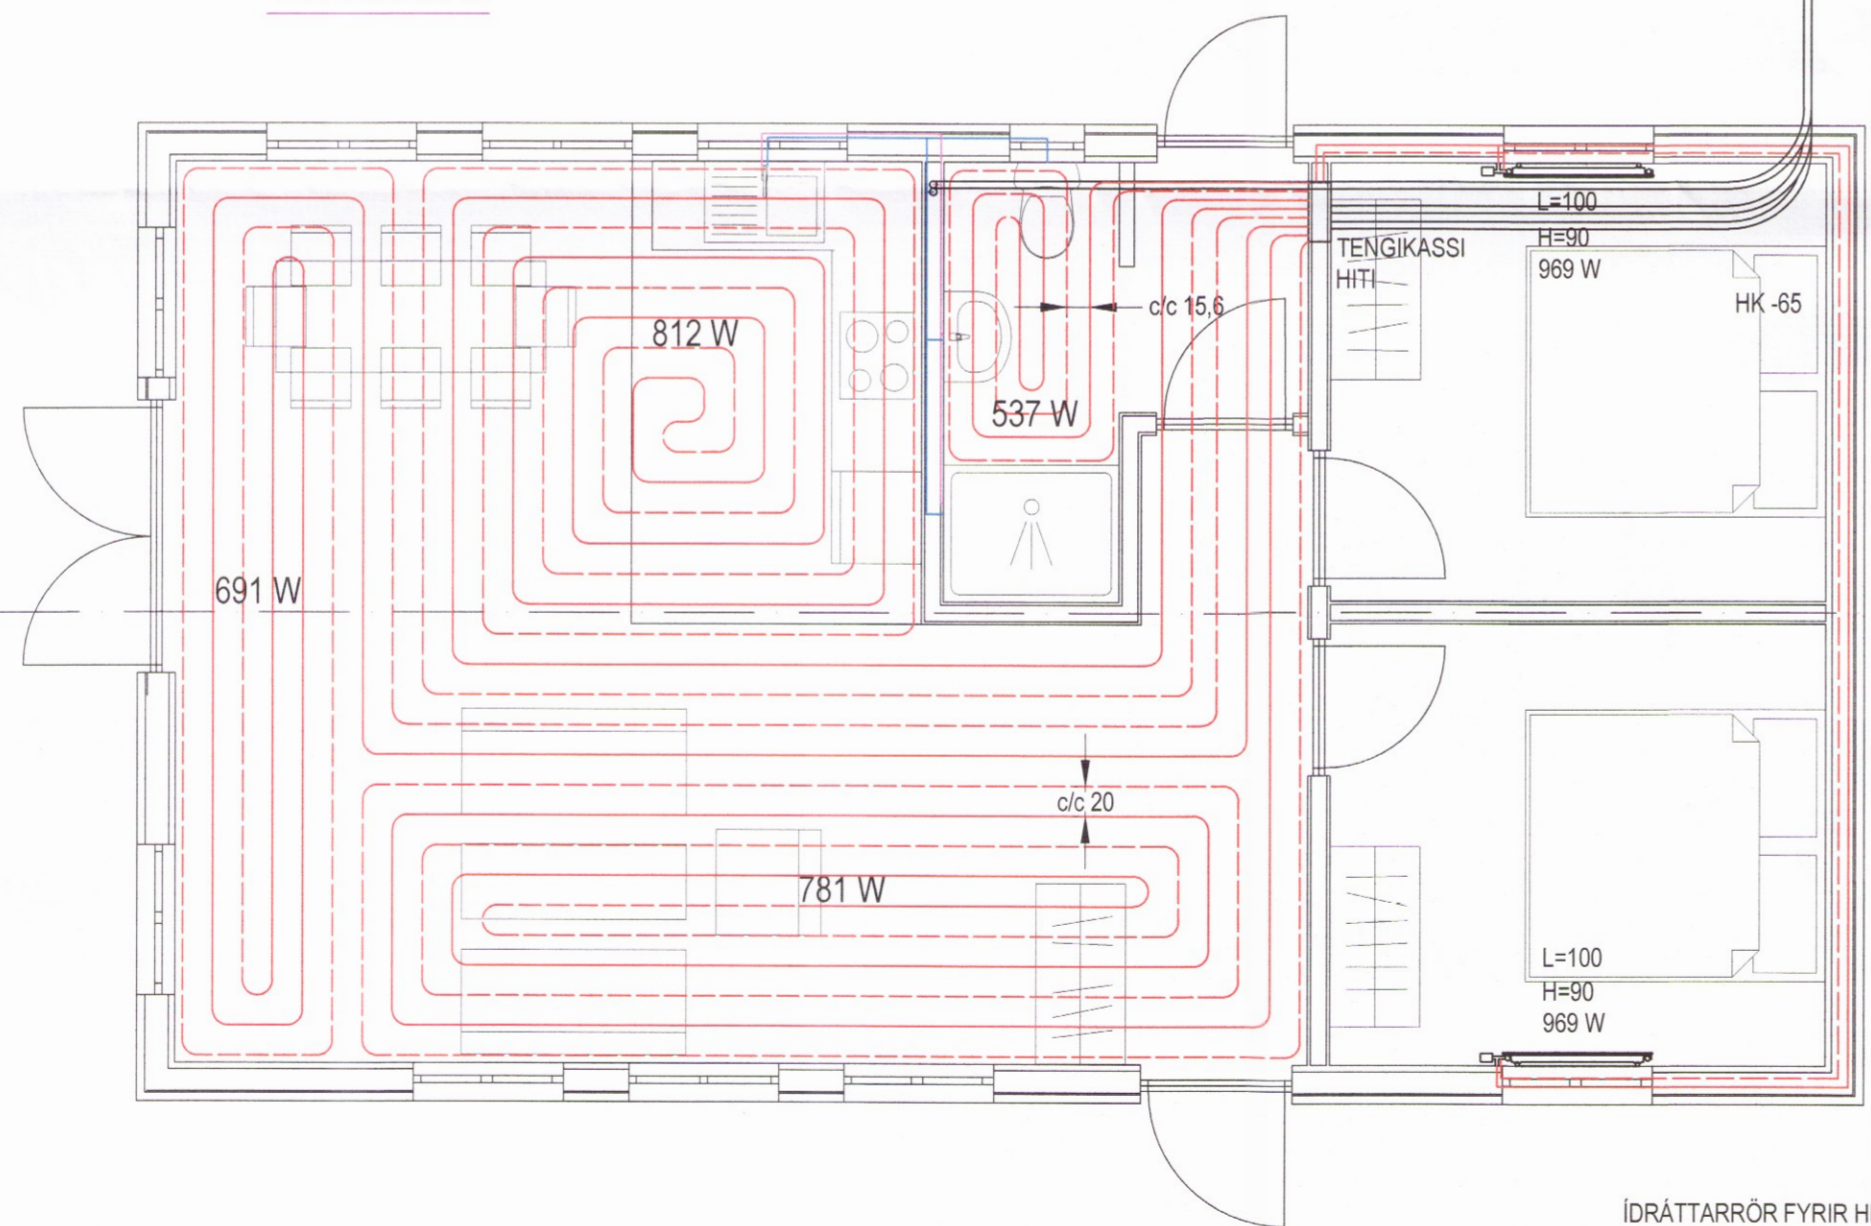 L=100
H=90
969 W
TENGIKASSI
HITI
HK -65
c/c 15,6
812 W
537 W
691 W
c/c 20
781 W
L=100
H=90
969 W
ÍDRÁTTARRÖR FYRIR H